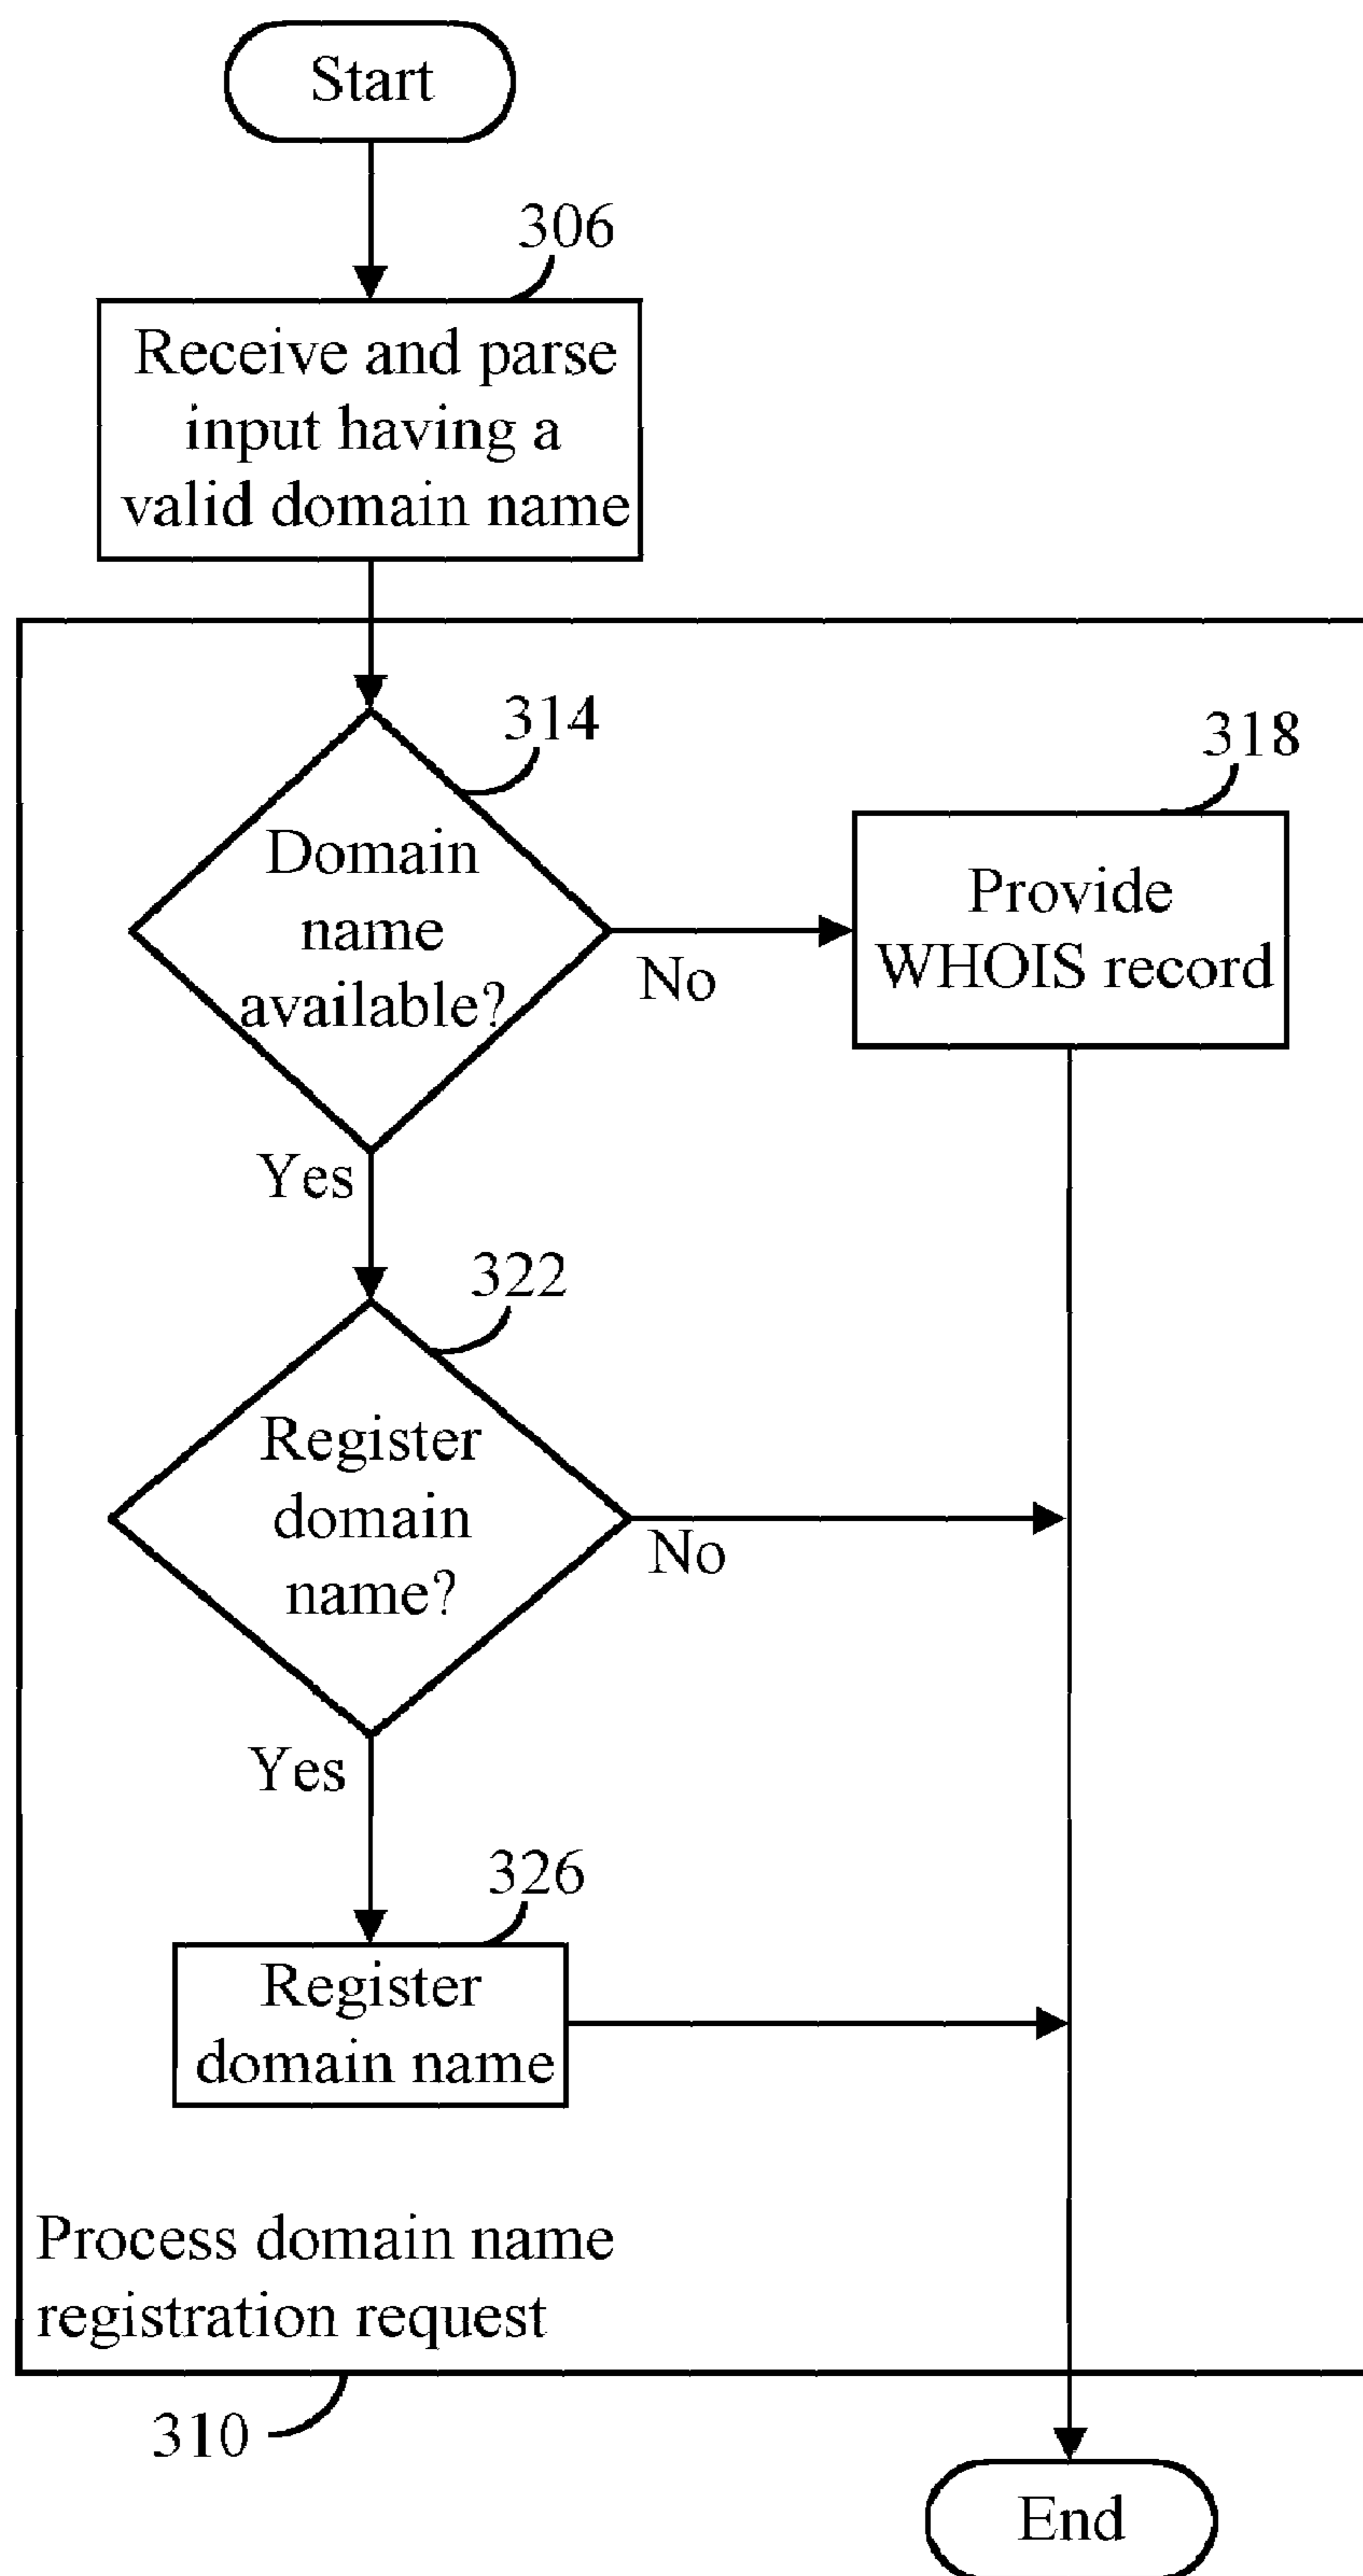 Start
306
Receive and parse
input having a
valid domain name
314
318
Domain
name
available?
Provide
WHOIS record
No
Yes
322
Register
domain
name?
No
Yes
326
Register
domain name
Process domain name
registration request
310
End